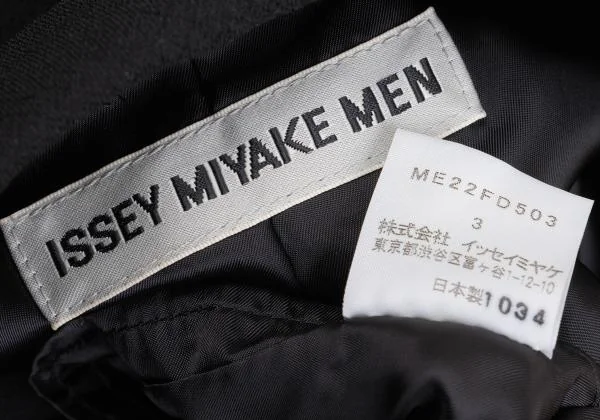 ISSEY MIYAKE MEN
ME22FD503
3
株式会社 イッセイミヤケ
東京都渋谷区富ヶ谷1-12-10
日本製1034